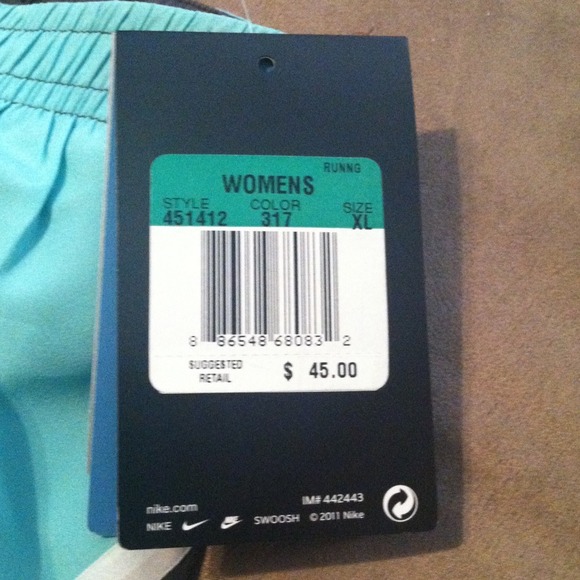 RUNNG
WOMENS
STYLE COLOR SIZE
451412 317 XL
8 86548 68083 2
SUGGESTED RETAIL $ 45.00
nike.com IM# 442443
NIKE SWOOSH © 2011 Nike